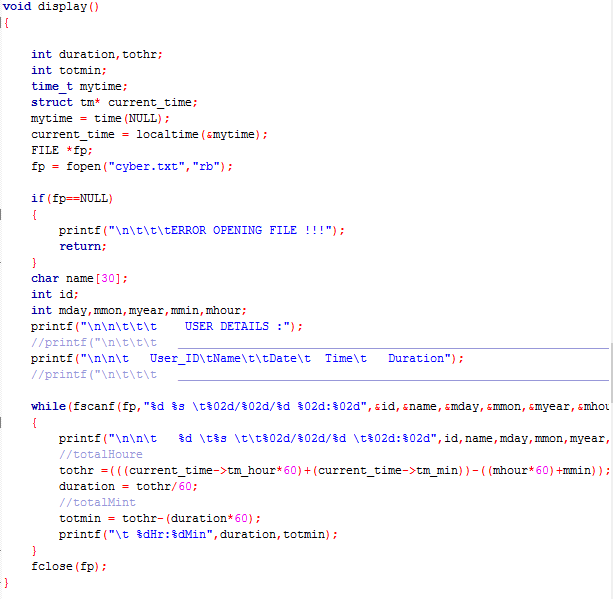 void display()
{
int duration,tothr;
int totmin;
time_t mytime;
struct tm* current_time;
mytime = time(NULL);
current_time = localtime(&mytime);
FILE *fp;
fp = fopen("cyber.txt","rb");
if(fp==NULL)
{
printf("\n\t\t\tERROR OPENING FILE !!!");
return;
}
char name[30];
int id;
int mday,mmon,myear,mmin,mhour;
printf("\n\n\t\t\t    USER DETAILS :");
//printf("\n\t\t\t   ______________________________________________________________
printf("\n\n\t   User_ID\tName\t\tDate\t  Time\t   Duration");
//printf("\n\t\t\t   ______________________________________________________________
while(fscanf(fp,"%d %s \t%02d/%02d/%d %02d:%02d",&id,&name,&mday,&mmon,&myear,&mhou
{
printf("\n\n\t   %d \t%s \t\t%02d/%02d/%d \t%02d:%02d",id,name,mday,mmon,myear,
//totalHoure
tothr =(((current_time->tm_hour*60)+(current_time->tm_min))-((mhour*60)+mmin));
duration = tothr/60;
//totalMint
totmin = tothr-(duration*60);
printf("\t %dHr:%dMin",duration,totmin);
}
fclose(fp);
}